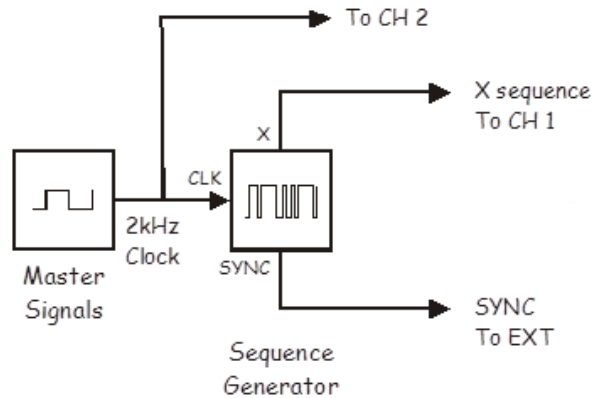 To CH 2
X sequence
To CH 1
X
CLK
2kHz
Clock
Master
Signals
SYNC
SYNC
To EXT
Sequence
Generator